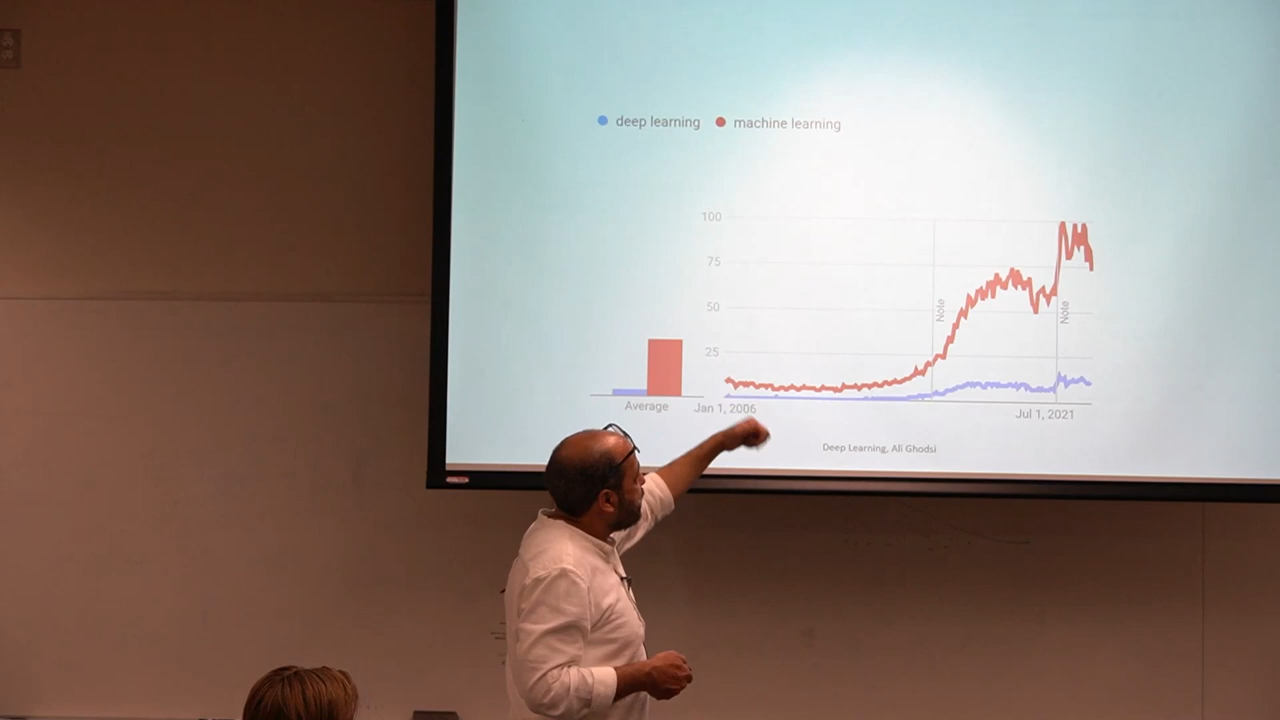 deep learning machine learning
100
75
50
25
Note
Note
Average
Jan 1, 2006
Jul 1, 2021
Deep Learning, Ali Ghodsi